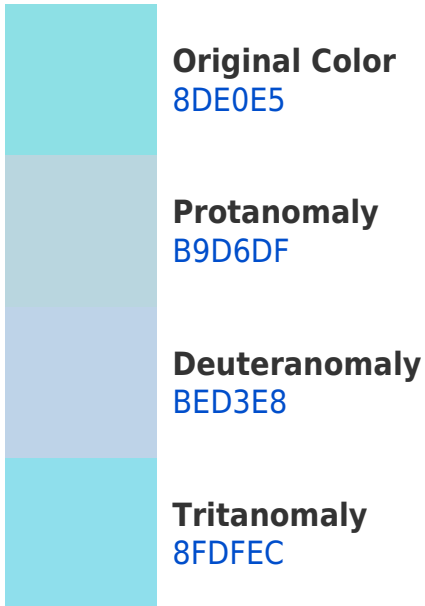 Original Color
8DE0E5
Protanomaly
B9D6DF
Deuteranomaly
BED3E8
Tritanomaly
8FDFEC